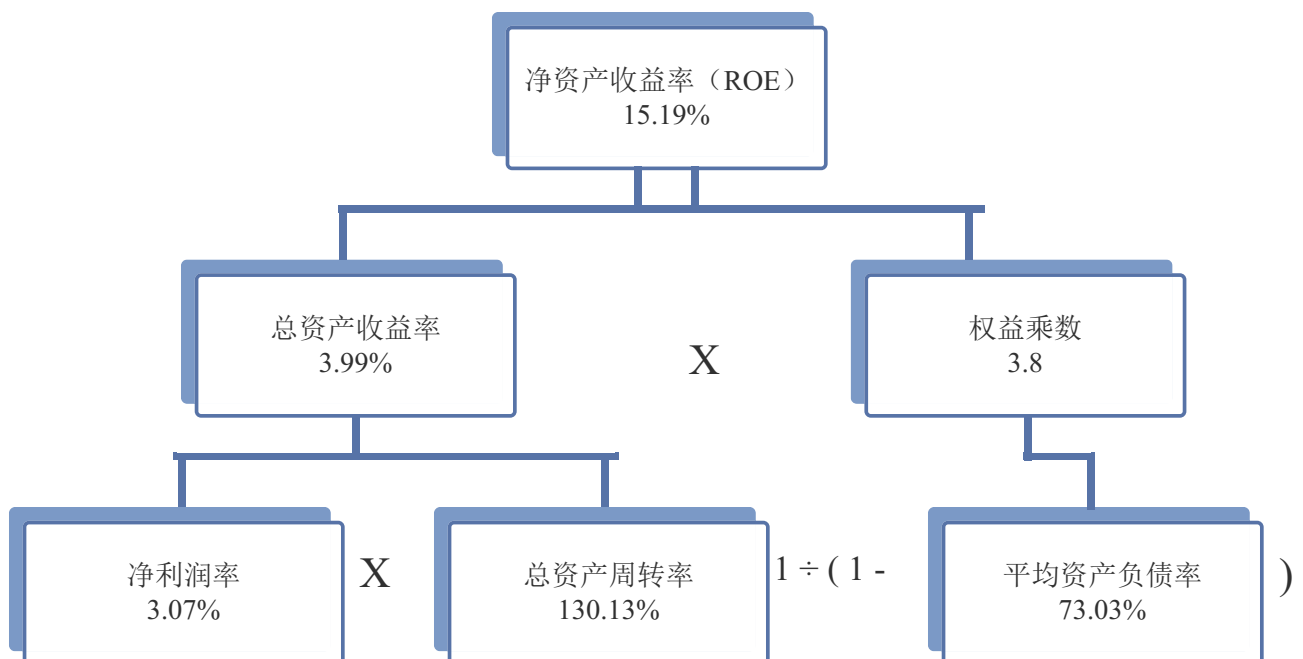 净资产收益率（ROE）
15.19%
总资产收益率
3.99%
X
权益乘数
3.8
净利润率
3.07%
X
总资产周转率
130.13%
1 ÷ ( 1 -
平均资产负债率
73.03%
)